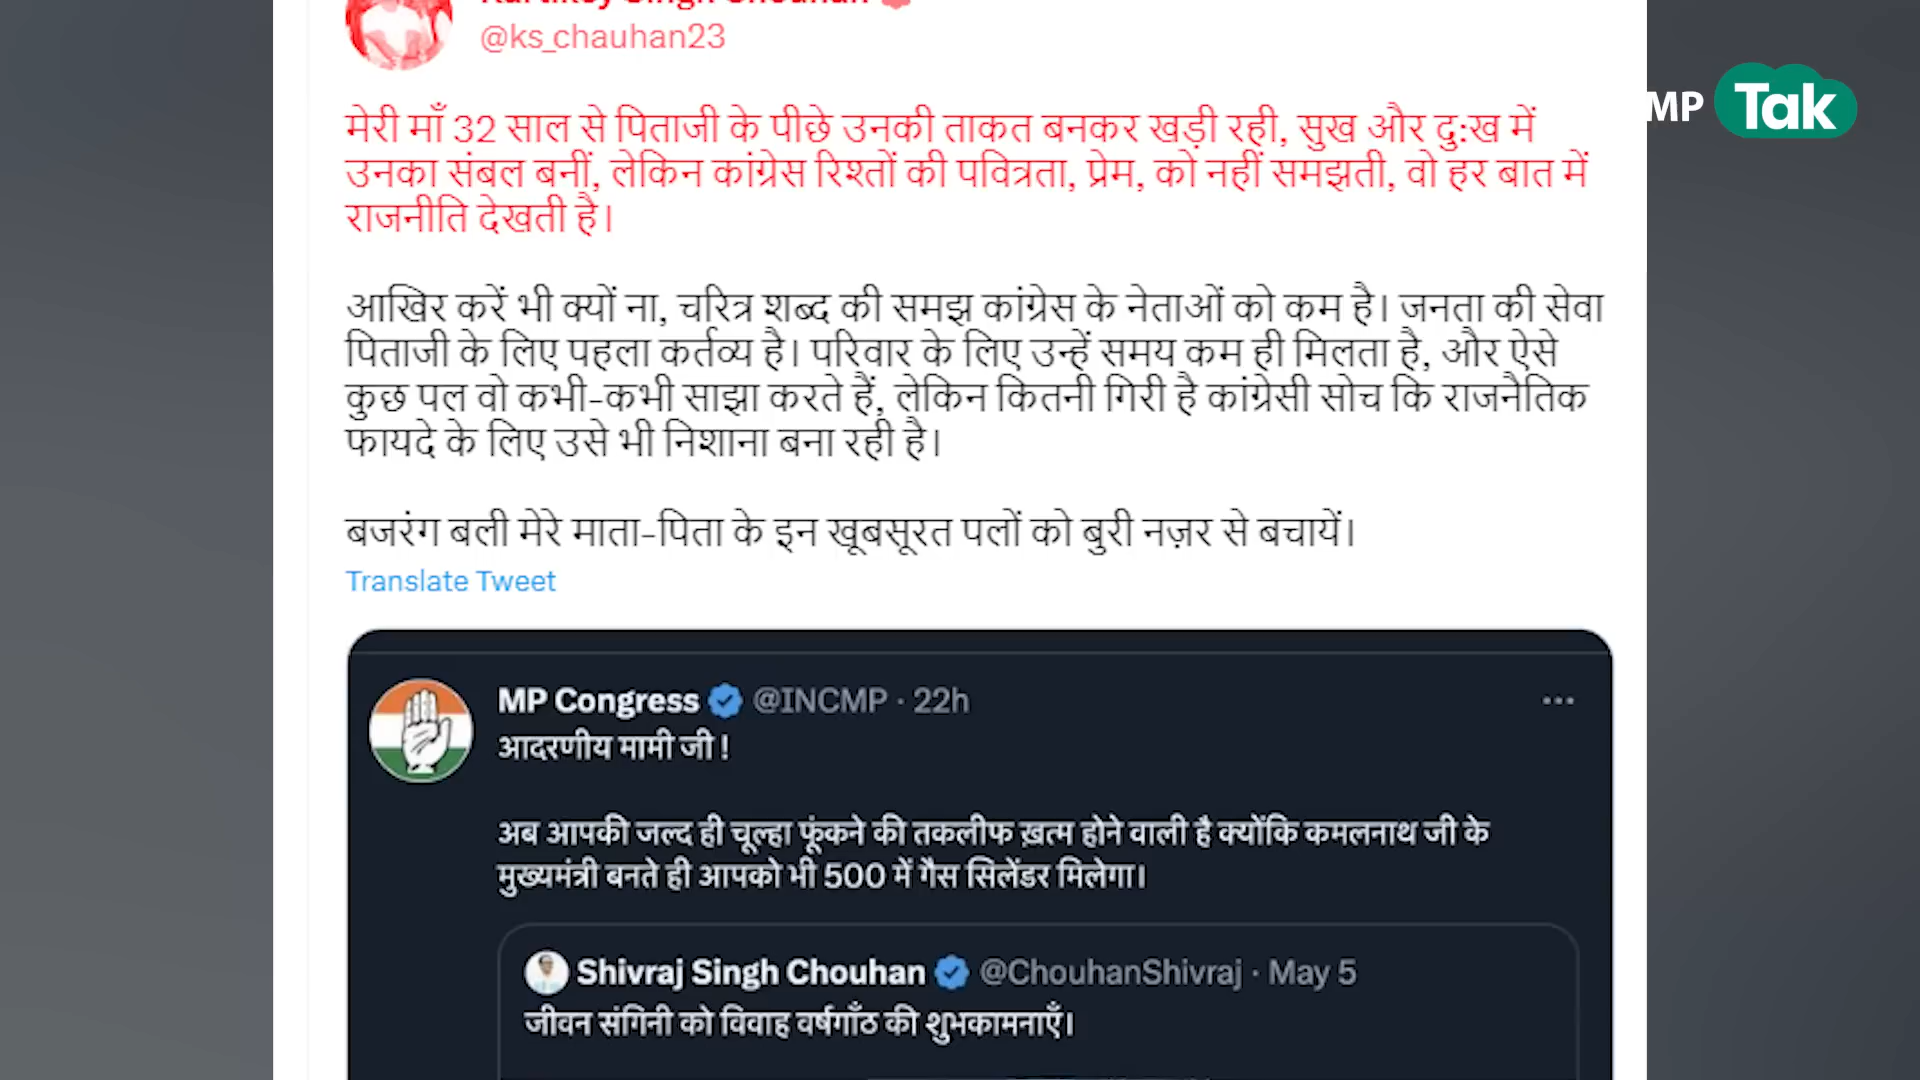 Kartikey Singh Chouhan
@ks_chauhan23
MP Tak
मेरी माँ 32 साल से पिताजी के पीछे उनकी ताकत बनकर खड़ी रही, सुख और दु:ख में
उनका संबल बनीं, लेकिन कांग्रेस रिश्तों की पवित्रता, प्रेम, को नहीं समझती, वो हर बात में
राजनीति देखती है।
आखिर करें भी क्यों ना, चरित्र शब्द की समझ कांग्रेस के नेताओं को कम है। जनता की सेवा
पिताजी के लिए पहला कर्तव्य है। परिवार के लिए उन्हें समय कम ही मिलता है, और ऐसे
कुछ पल वो कभी-कभी साझा करते हैं, लेकिन कितनी गिरी है कांग्रेसी सोच कि राजनैतिक
फायदे के लिए उसे भी निशाना बना रही है।
बजरंग बली मेरे माता-पिता के इन खूबसूरत पलों को बुरी नज़र से बचायें।
Translate Tweet
MP Congress @INCMP · 22h
आदरणीय मामी जी !
अब आपकी जल्द ही चूल्हा फूंकने की तकलीफ ख़त्म होने वाली है क्योंकि कमलनाथ जी के
मुख्यमंत्री बनते ही आपको भी 500 में गैस सिलेंडर मिलेगा।
Shivraj Singh Chouhan @ChouhanShivraj · May 5
जीवन संगिनी को विवाह वर्षगाँठ की शुभकामनाएँ।